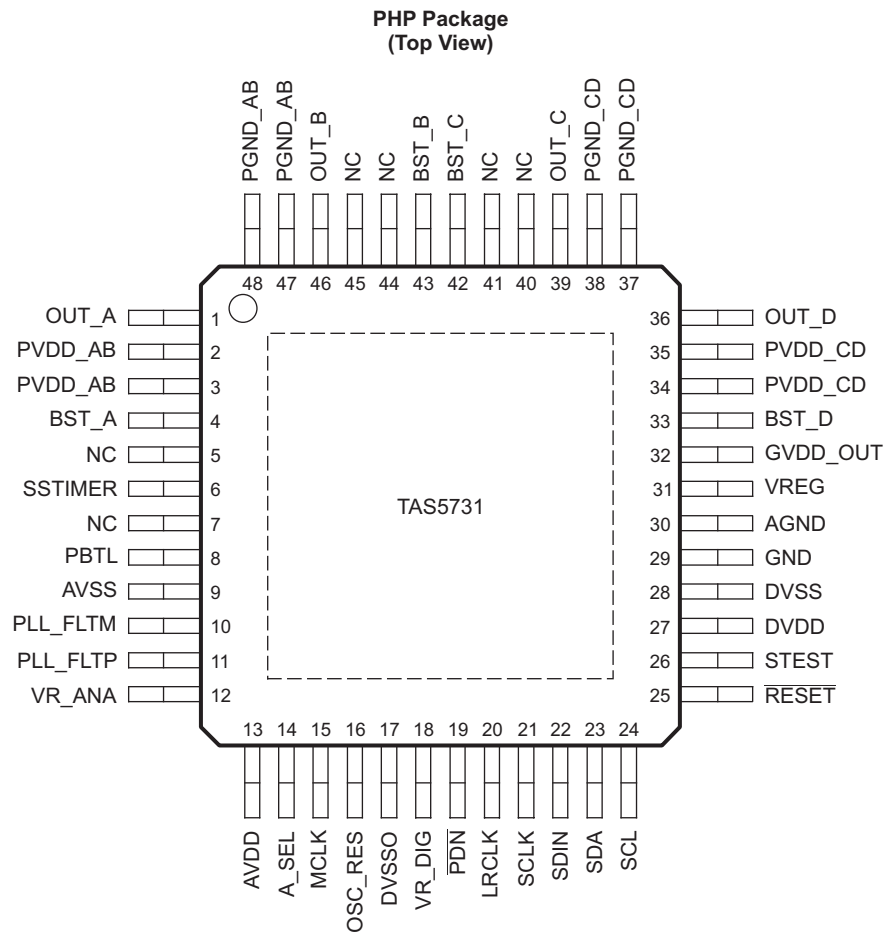 PHP Package
(Top View)
PGND_AB
PGND_AB
OUT_B
NC
NC
BST_B
BST_C
NC
NC
OUT_C
PGND_CD
PGND_CD
48 47 46 45 44 43 42 41 40 39 38 37
OUT_A 1
PVDD_AB 2
PVDD_AB 3
BST_A 4
NC 5
SSTIMER 6
NC 7
PBTL 8
AVSS 9
PLL_FLTM 10
PLL_FLTP 11
VR_ANA 12
TAS5731
36 OUT_D
35 PVDD_CD
34 PVDD_CD
33 BST_D
32 GVDD_OUT
31 VREG
30 AGND
29 GND
28 DVSS
27 DVDD
26 STEST
25 RESET
13 14 15 16 17 18 19 20 21 22 23 24
AVDD
A_SEL
MCLK
OSC_RES
DVSSO
VR_DIG
PDN
LRCLK
SCLK
SDIN
SDA
SCL